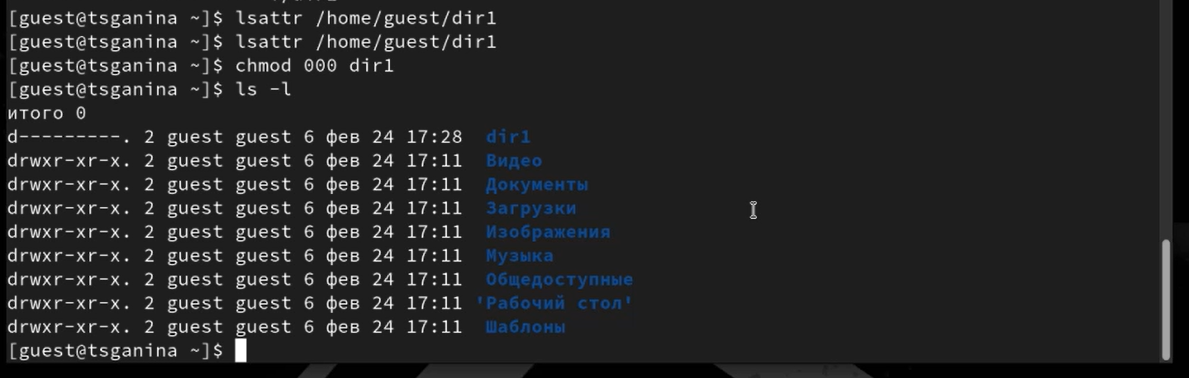 [guest@tsganina ~]$ lsattr /home/guest/dir1
[guest@tsganina ~]$ lsattr /home/guest/dir1
[guest@tsganina ~]$ chmod 000 dir1
[guest@tsganina ~]$ ls -l
итого 0
d---------. 2 guest guest 6 фев 24 17:28 dir1
drwxr-xr-x. 2 guest guest 6 фев 24 17:11 Видео
drwxr-xr-x. 2 guest guest 6 фев 24 17:11 Документы
drwxr-xr-x. 2 guest guest 6 фев 24 17:11 Загрузки
drwxr-xr-x. 2 guest guest 6 фев 24 17:11 Изображения
drwxr-xr-x. 2 guest guest 6 фев 24 17:11 Музыка
drwxr-xr-x. 2 guest guest 6 фев 24 17:11 Общедоступные
drwxr-xr-x. 2 guest guest 6 фев 24 17:11 'Рабочий стол'
drwxr-xr-x. 2 guest guest 6 фев 24 17:11 Шаблоны
[guest@tsganina ~]$